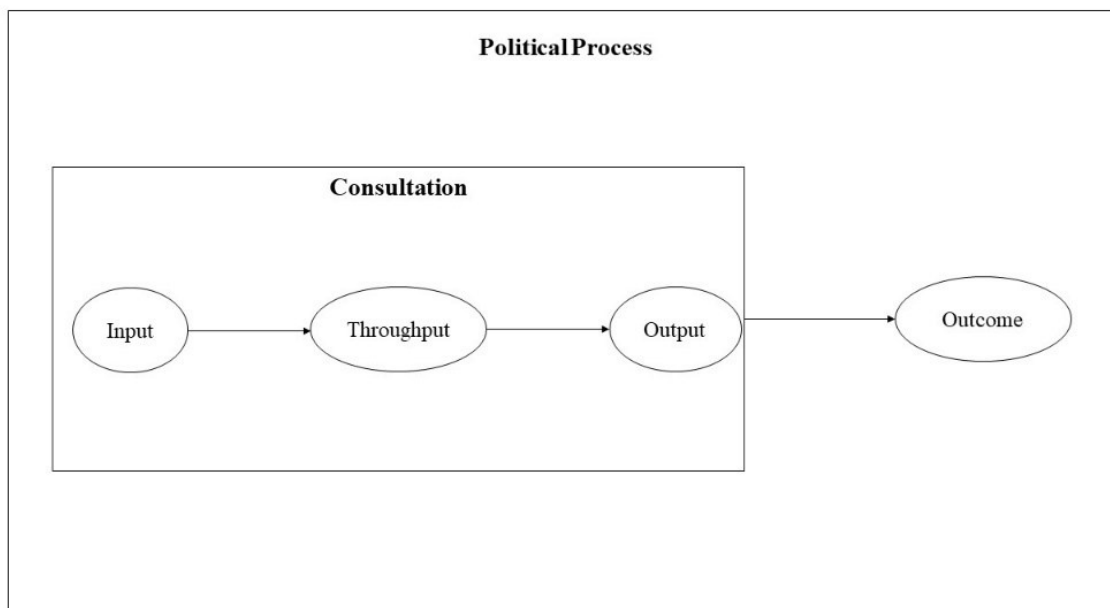 Political Process
Consultation
Input
Throughput
Output
Outcome